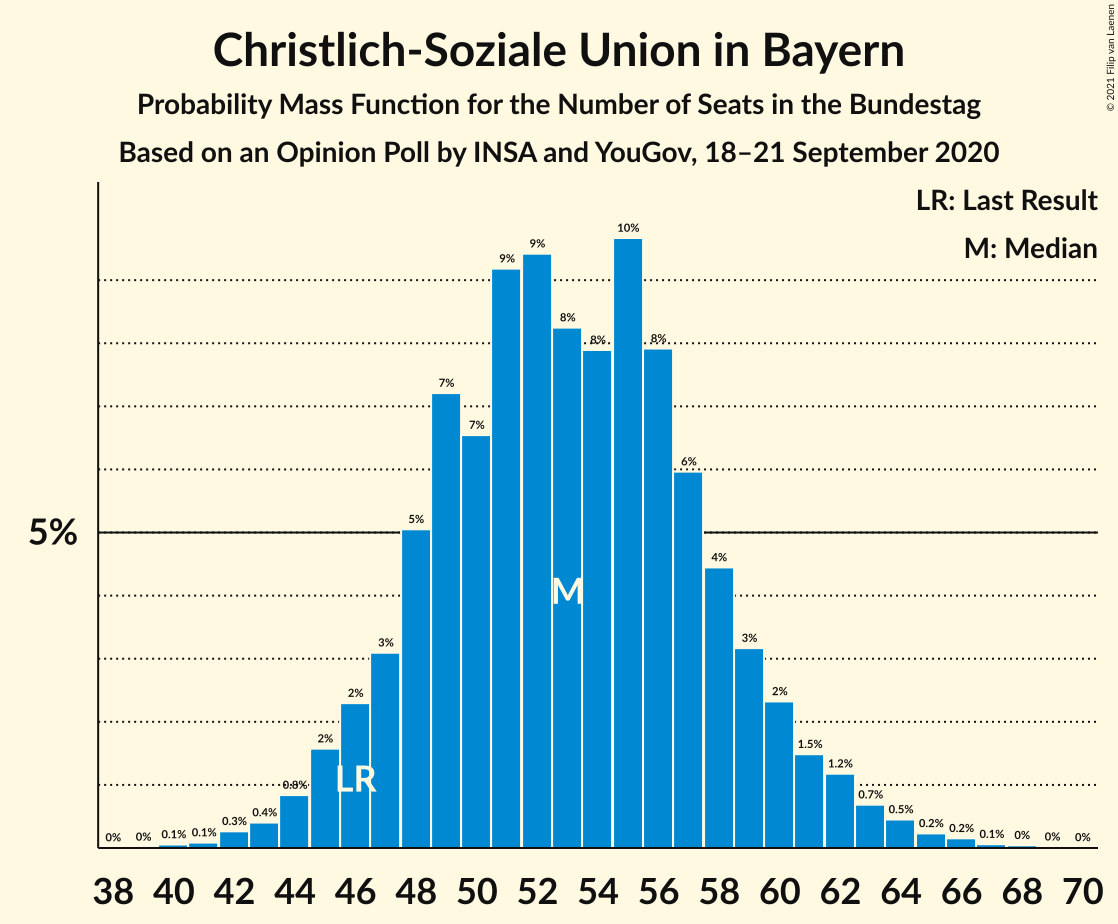 Christlich-Soziale Union in Bayern
Probability Mass Function for the Number of Seats in the Bundestag
Based on an Opinion Poll by INSA and YouGov, 18–21 September 2020
© 2021 Filip van Laenen
LR: Last Result
M: Median
5%
0% 0% 0.1% 0.1% 0.3% 0.4% 0.8% 2% 2% 3% 5% 7% 7% 9% 9% 8% 8% 10% 8% 6% 4% 3% 2% 1.5% 1.2% 0.7% 0.5% 0.2% 0.2% 0.1% 0% 0% 0%
M
LR
38 40 42 44 46 48 50 52 54 56 58 60 62 64 66 68 70